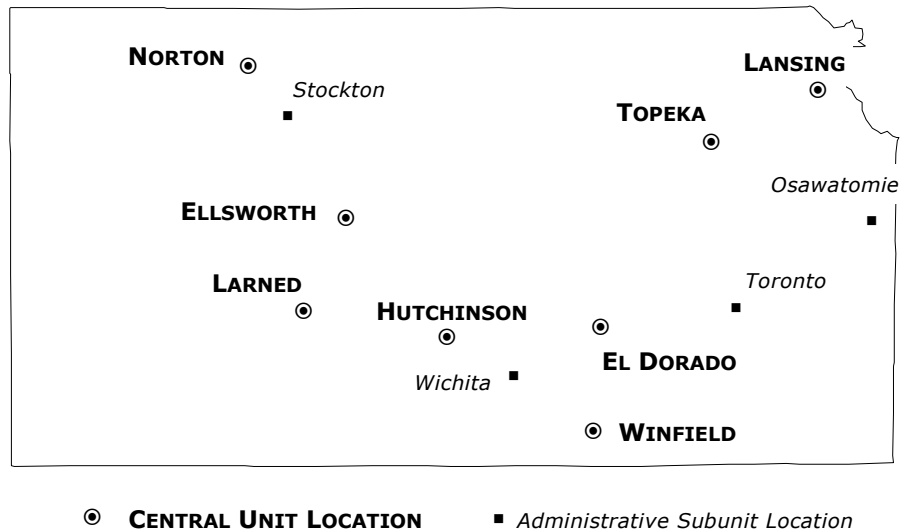 NORTON
LANSING
Stockton
TOPEKA
Osawatomie
ELLSWORTH
LARNED
Toronto
HUTCHINSON
EL DORADO
Wichita
WINFIELD
CENTRAL UNIT LOCATION
Administrative Subunit Location